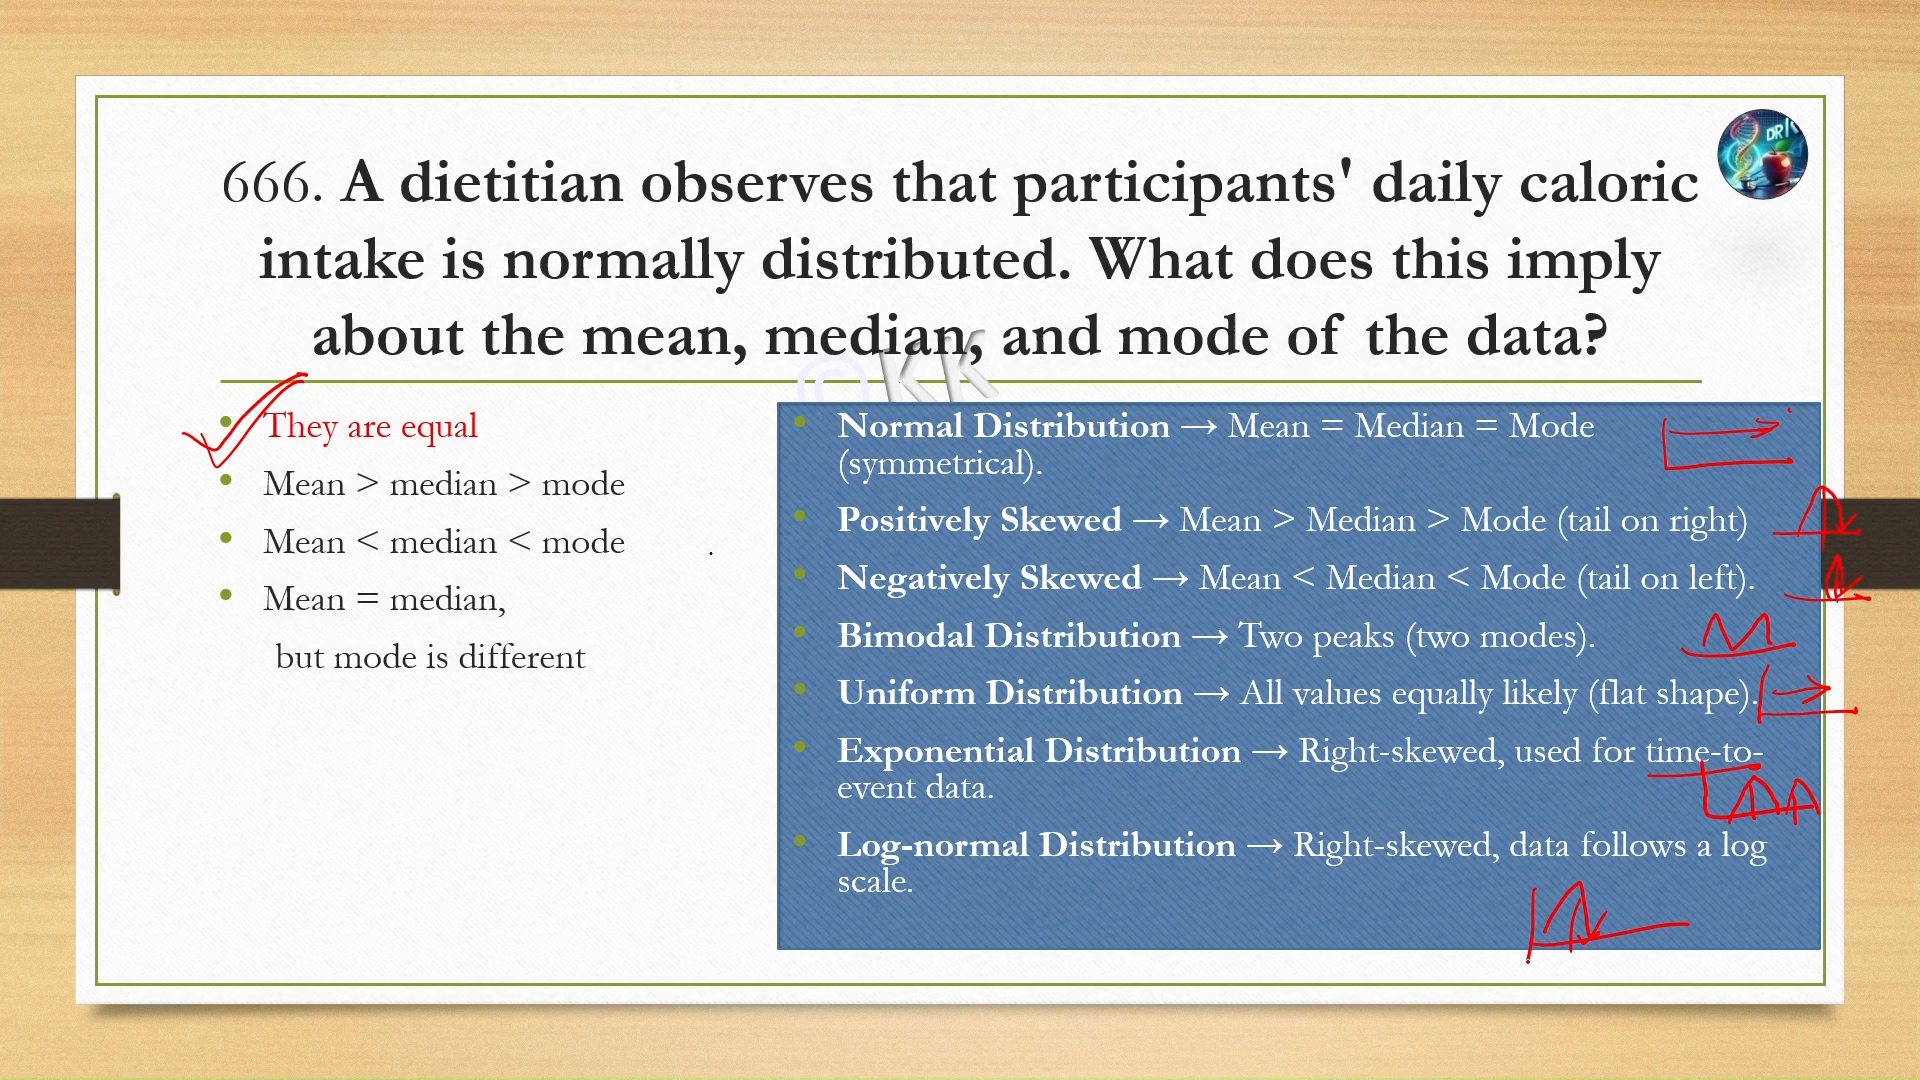 666. A dietitian observes that participants' daily caloric
intake is normally distributed. What does this imply
about the mean, median, and mode of the data?
DR K
©KK
They are equal
Mean > median > mode
Mean < median < mode
Mean = median,
but mode is different
.
Normal Distribution → Mean = Median = Mode
(symmetrical).
Positively Skewed → Mean > Median > Mode (tail on right)
Negatively Skewed → Mean < Median < Mode (tail on left).
Bimodal Distribution → Two peaks (two modes).
Uniform Distribution → All values equally likely (flat shape).
Exponential Distribution → Right-skewed, used for time-to-
event data.
Log-normal Distribution → Right-skewed, data follows a log
scale.